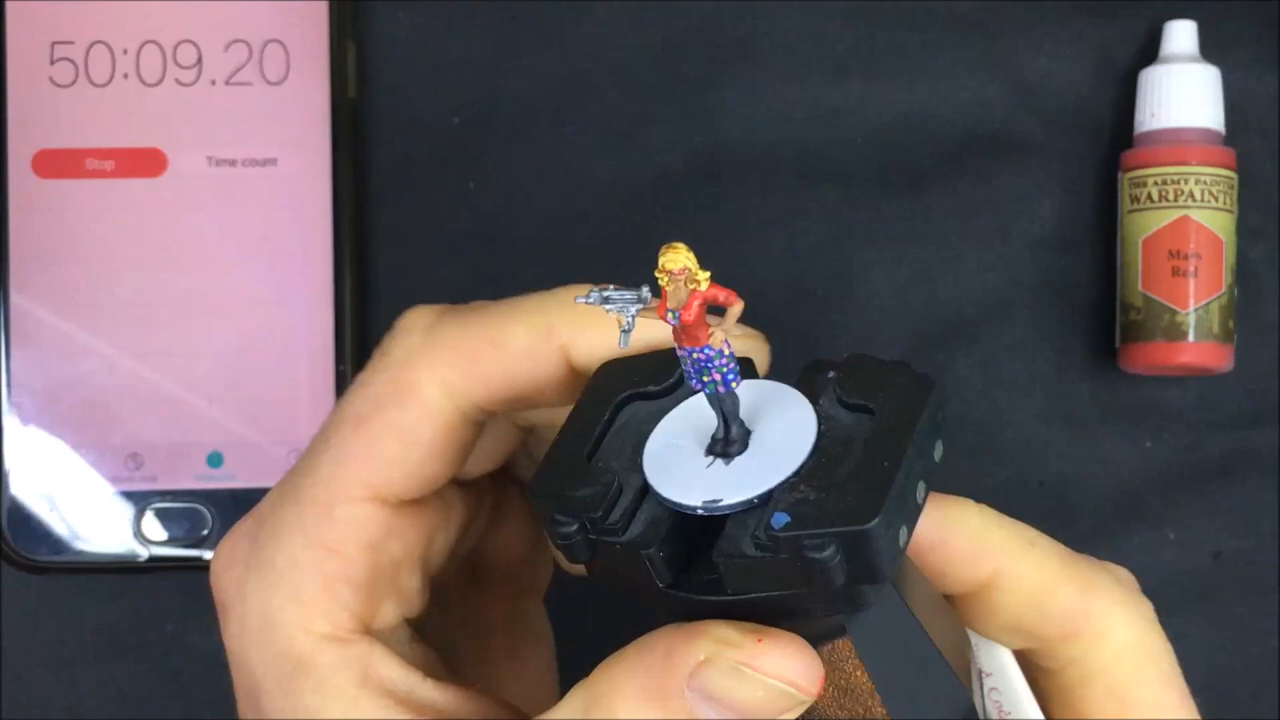 50:09.20
Stop
Time count
THE ARMY PAINTER
WARPAINTS
Mars
Red